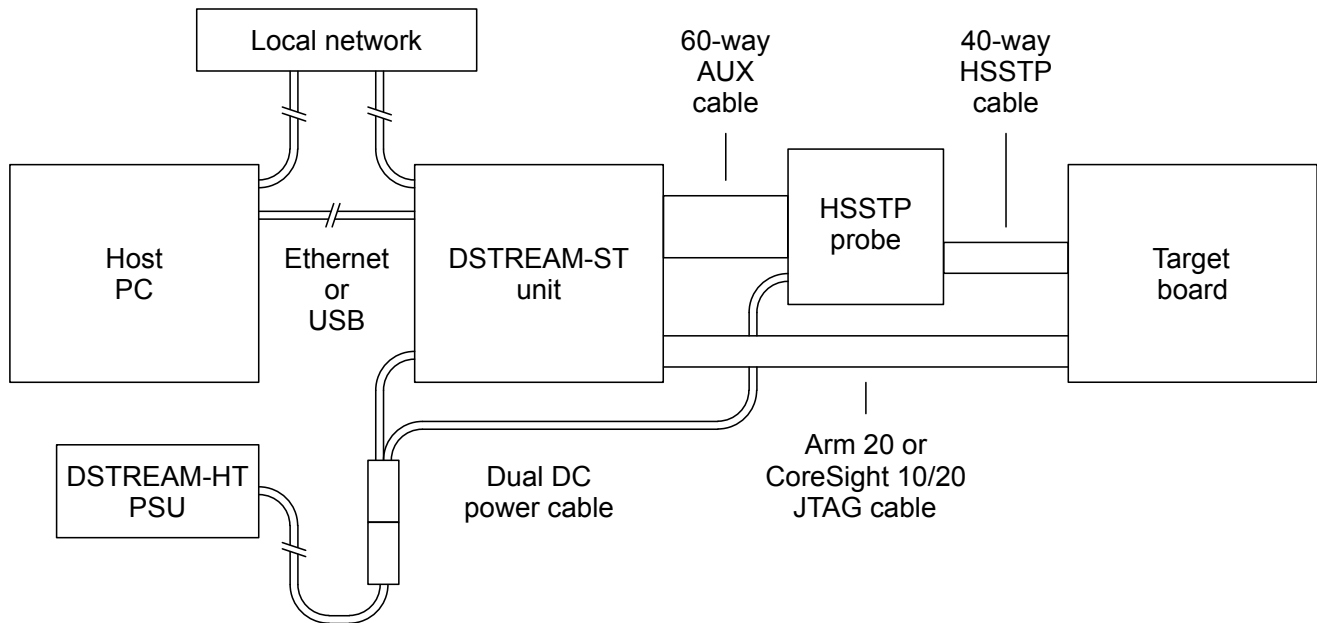 Local network
60-way
AUX
cable
40-way
HSSTP
cable
Host
PC
Ethernet
or
USB
DSTREAM-ST
unit
HSSTP
probe
Target
board
DSTREAM-HT
PSU
Dual DC
power cable
Arm 20 or
CoreSight 10/20
JTAG cable